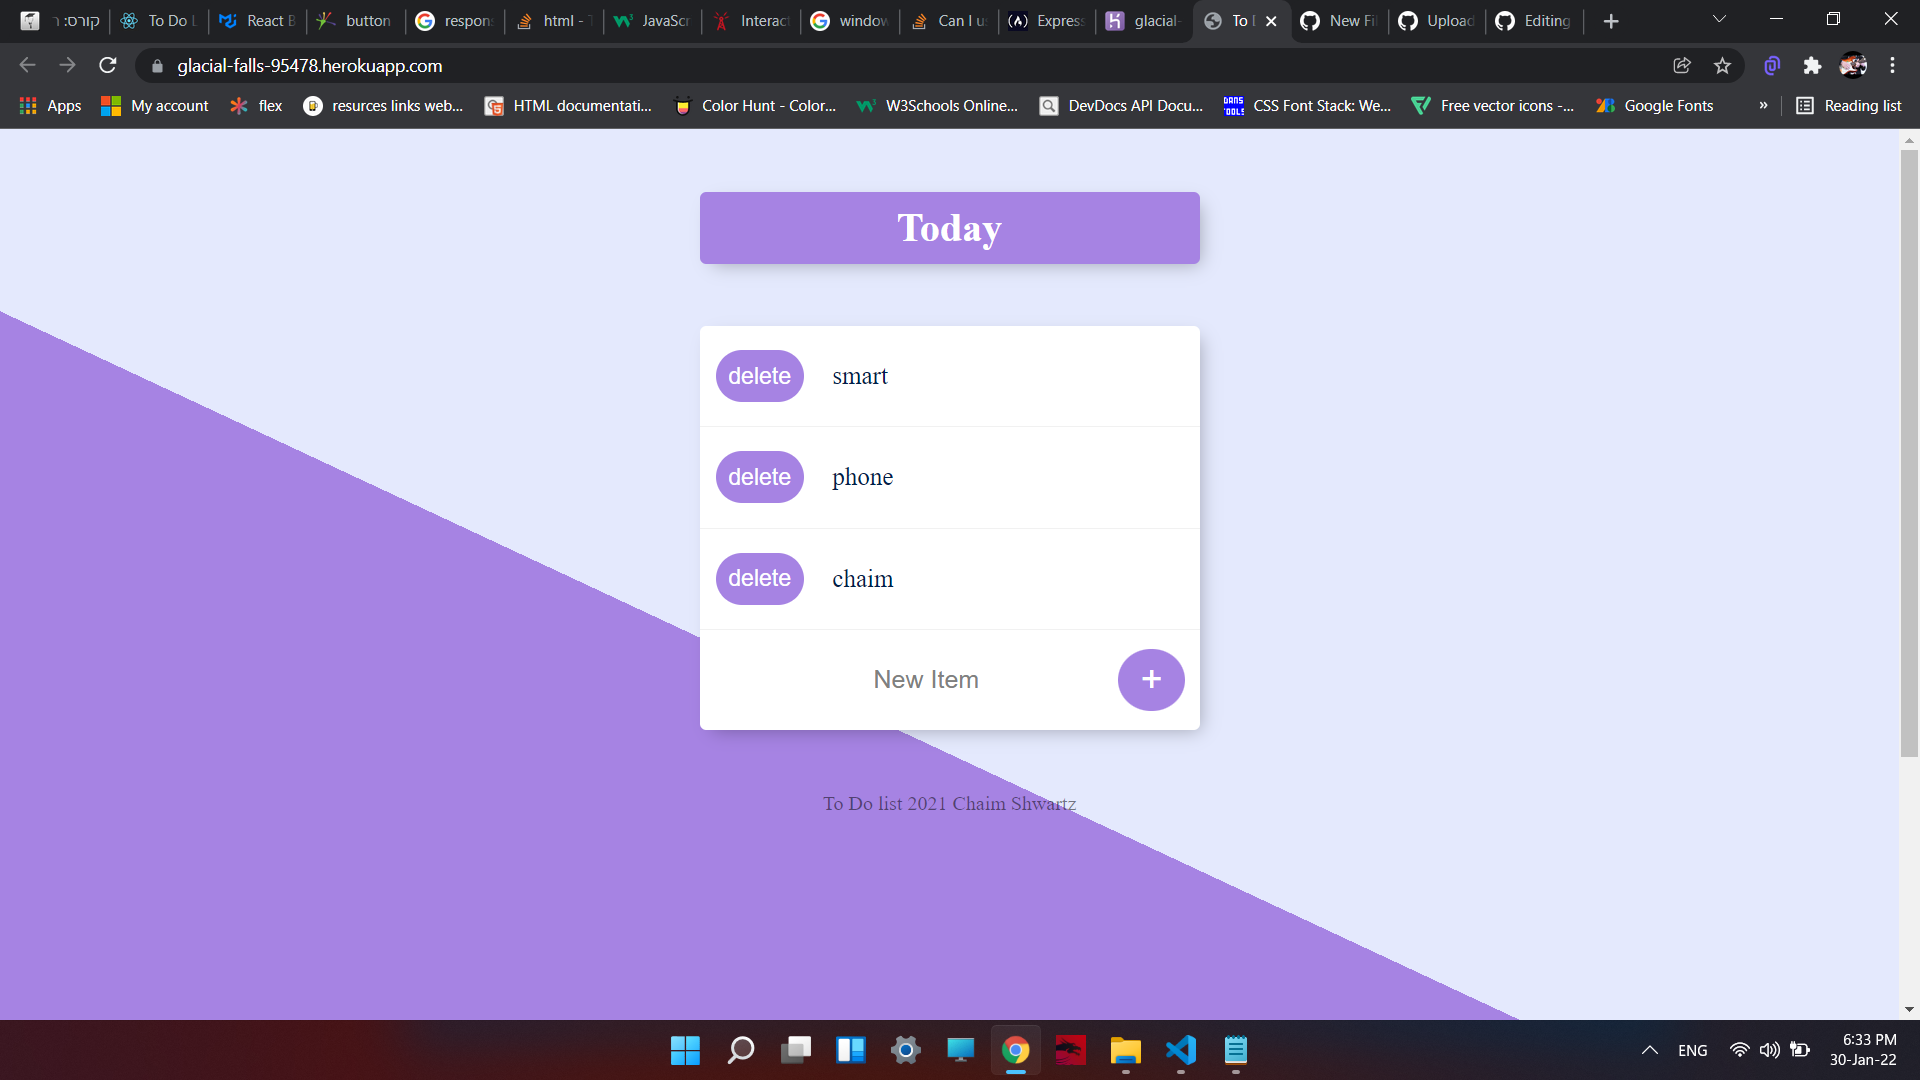 קורס: ר
To Do L
React B
button
respons
html - T
JavaScr
Interact
window
Can I u
Express
glacial-
To D
New Fil
Upload
Editing
glacial-falls-95478.herokuapp.com
Apps
My account
flex
resurces links web...
HTML documentati...
Color Hunt - Color...
W3Schools Online...
DevDocs API Docu...
CSS Font Stack: We...
Free vector icons -...
Google Fonts
»
Reading list
Today
delete smart
delete phone
delete chaim
New Item +
To Do list 2021 Chaim Shwartz
ENG
6:33 PM
30-Jan-22